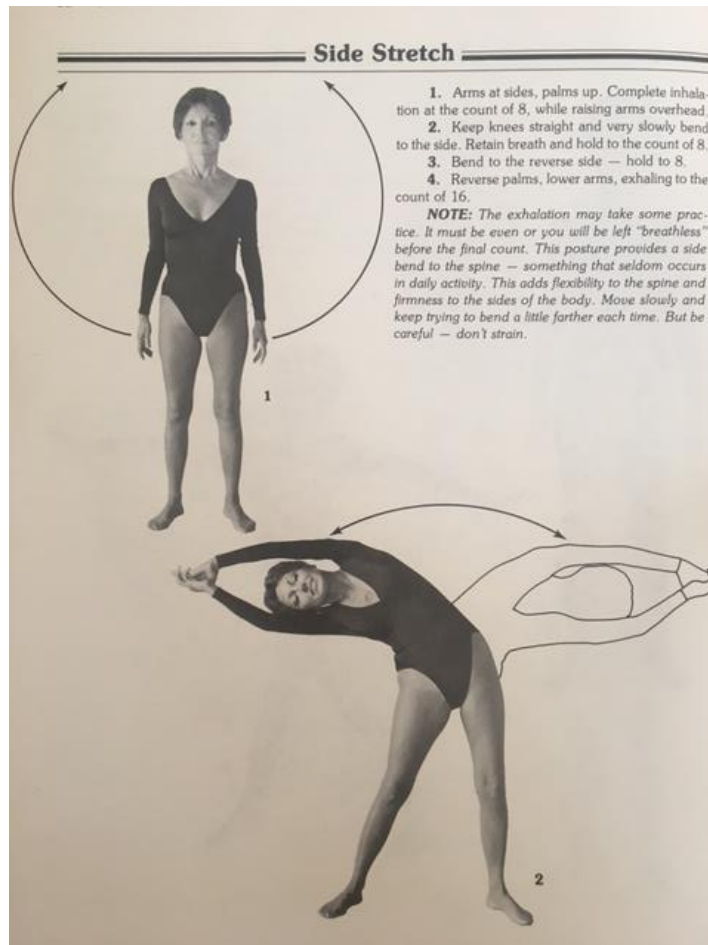 Side Stretch
1. Arms at sides, palms up. Complete inhala-
tion at the count of 8, while raising arms overhead.
2. Keep knees straight and very slowly bend
to the side. Retain breath and hold to the count of 8.
3. Bend to the reverse side — hold to 8.
4. Reverse palms, lower arms, exhaling to the
count of 16.
NOTE: The exhalation may take some prac-
tice. It must be even or you will be left "breathless"
before the final count. This posture provides a side
bend to the spine — something that seldom occurs
in daily activity. This adds flexibility to the spine and
firmness to the sides of the body. Move slowly and
keep trying to bend a little farther each time. But be
careful — don't strain.
1
2